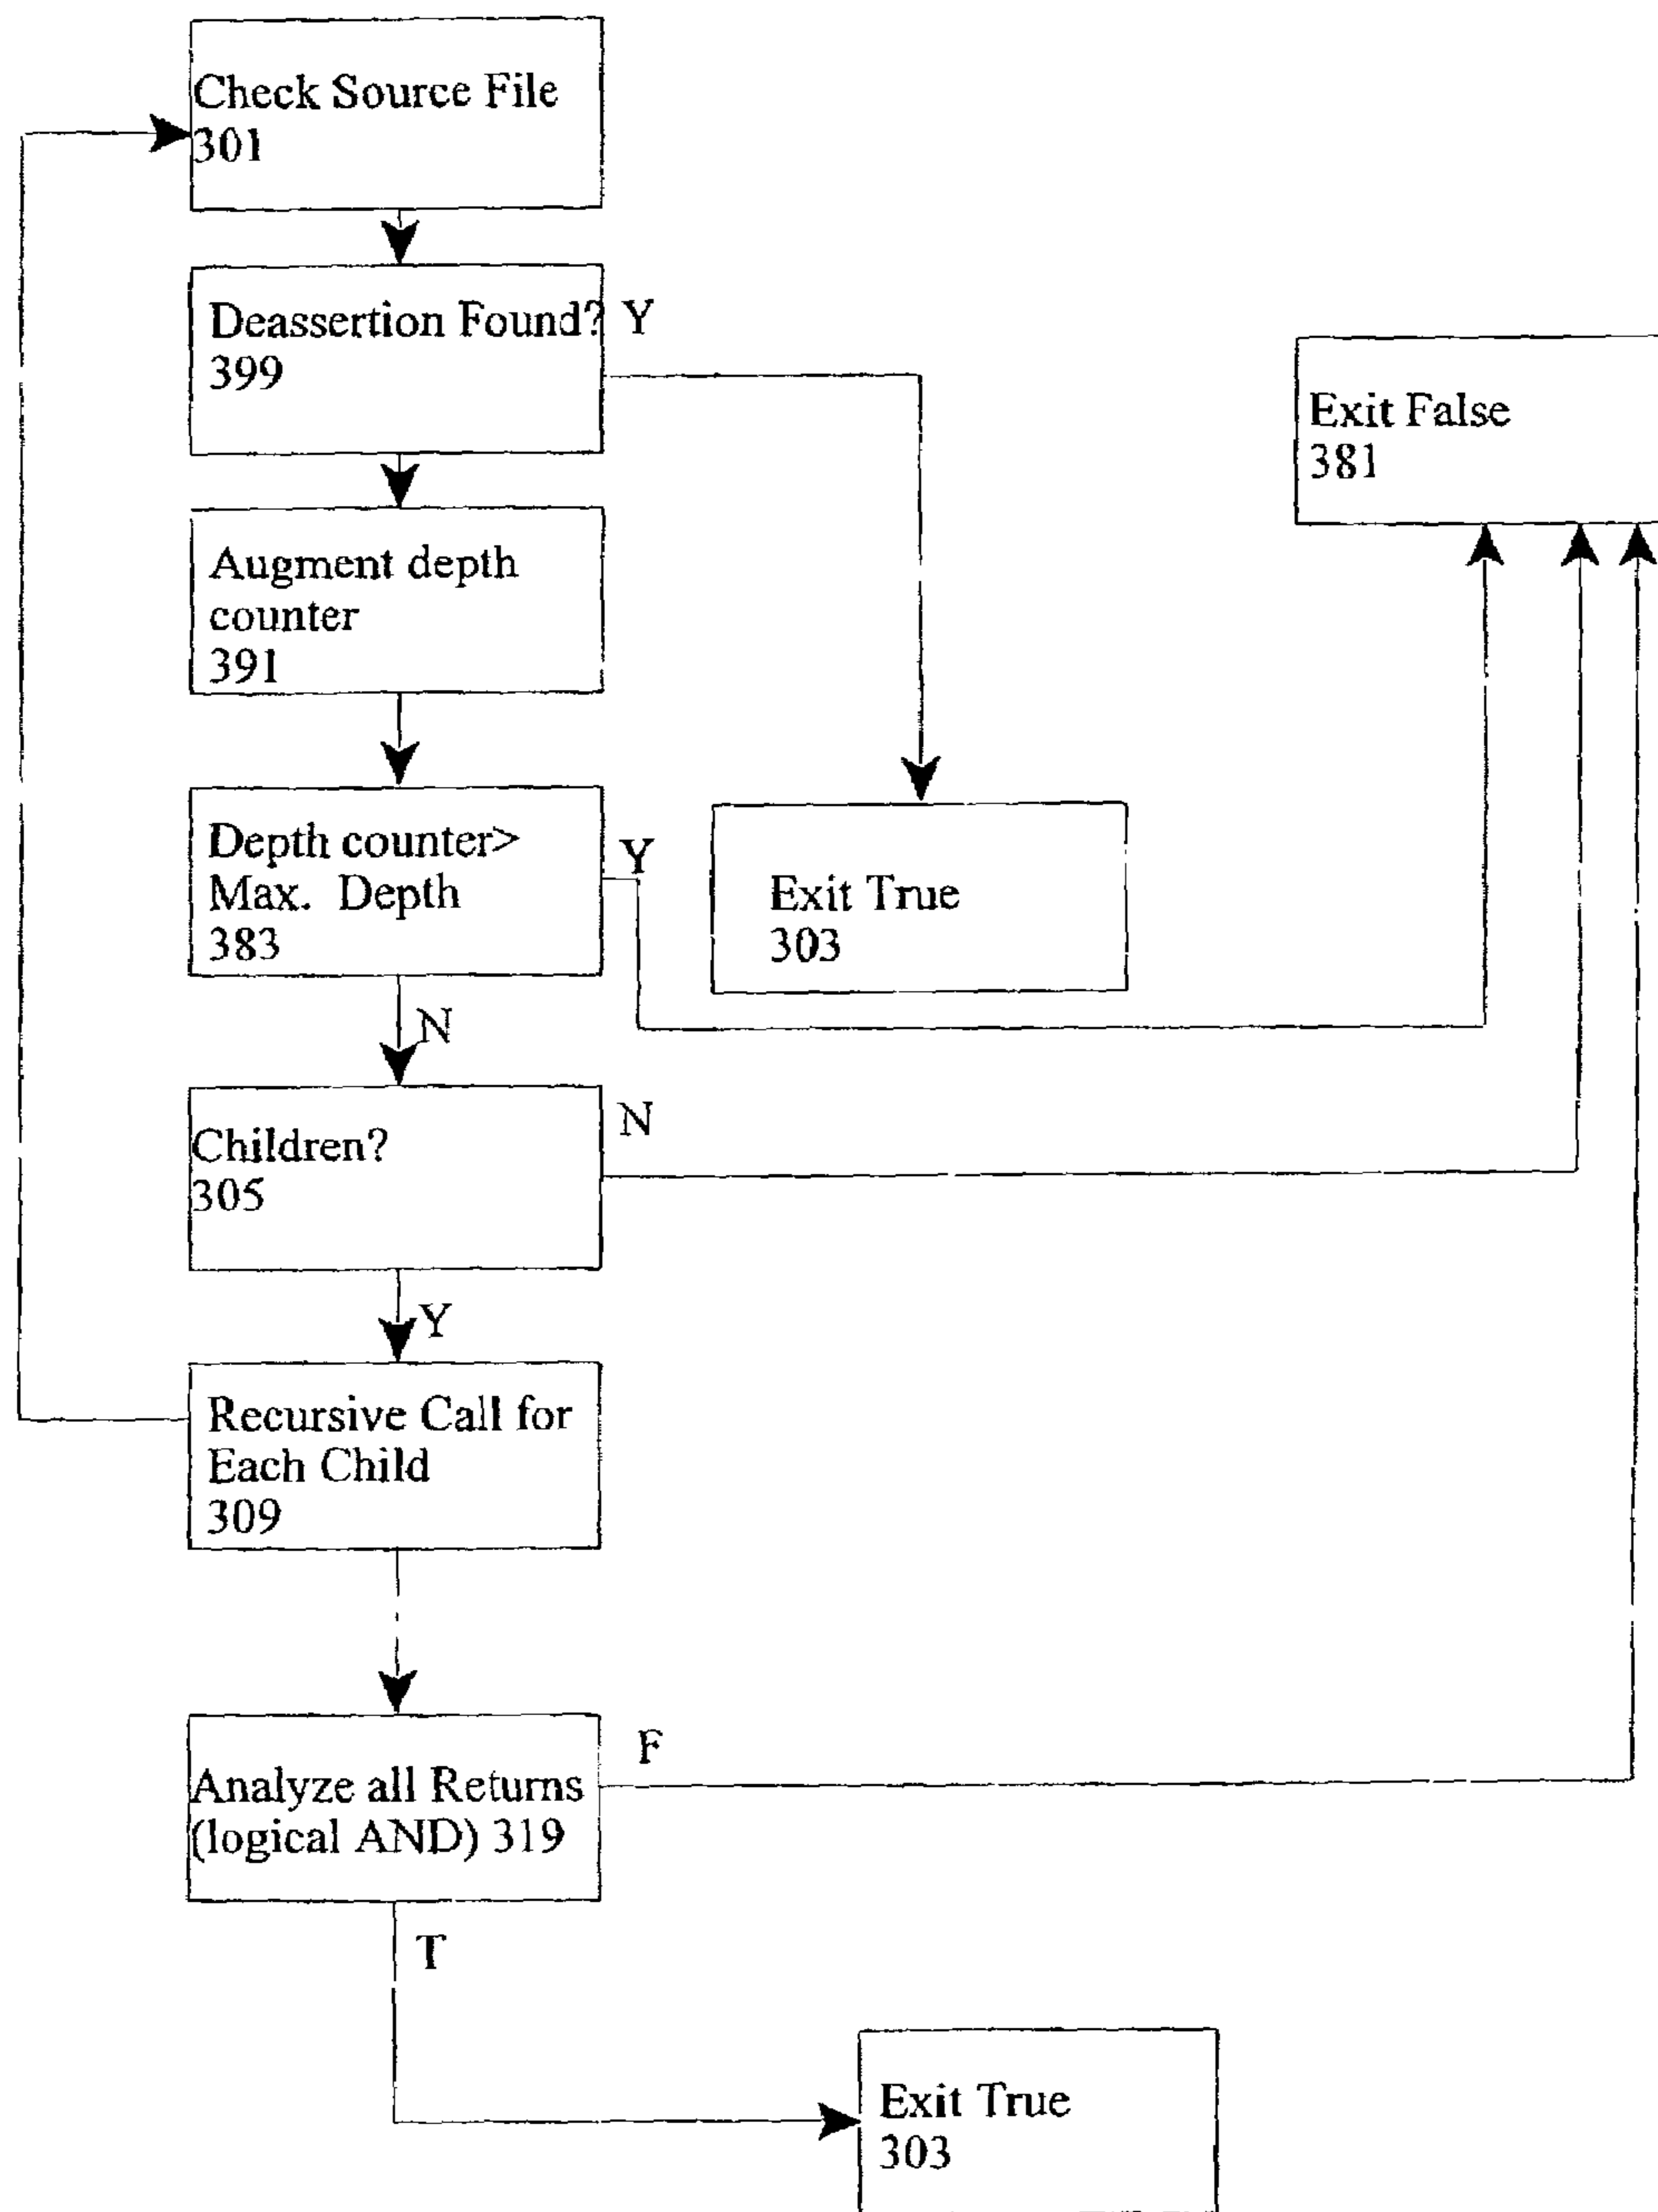 Check Source File
301
Deassertion Found? Y
399
Exit False
381
Augment depth
counter
391
Depth counter>
Max. Depth
383
Y
Exit True
303
N
Children?
305
N
Y
Recursive Call for
Each Child
309
Analyze all Returns
(logical AND) 319
F
T
Exit True
303